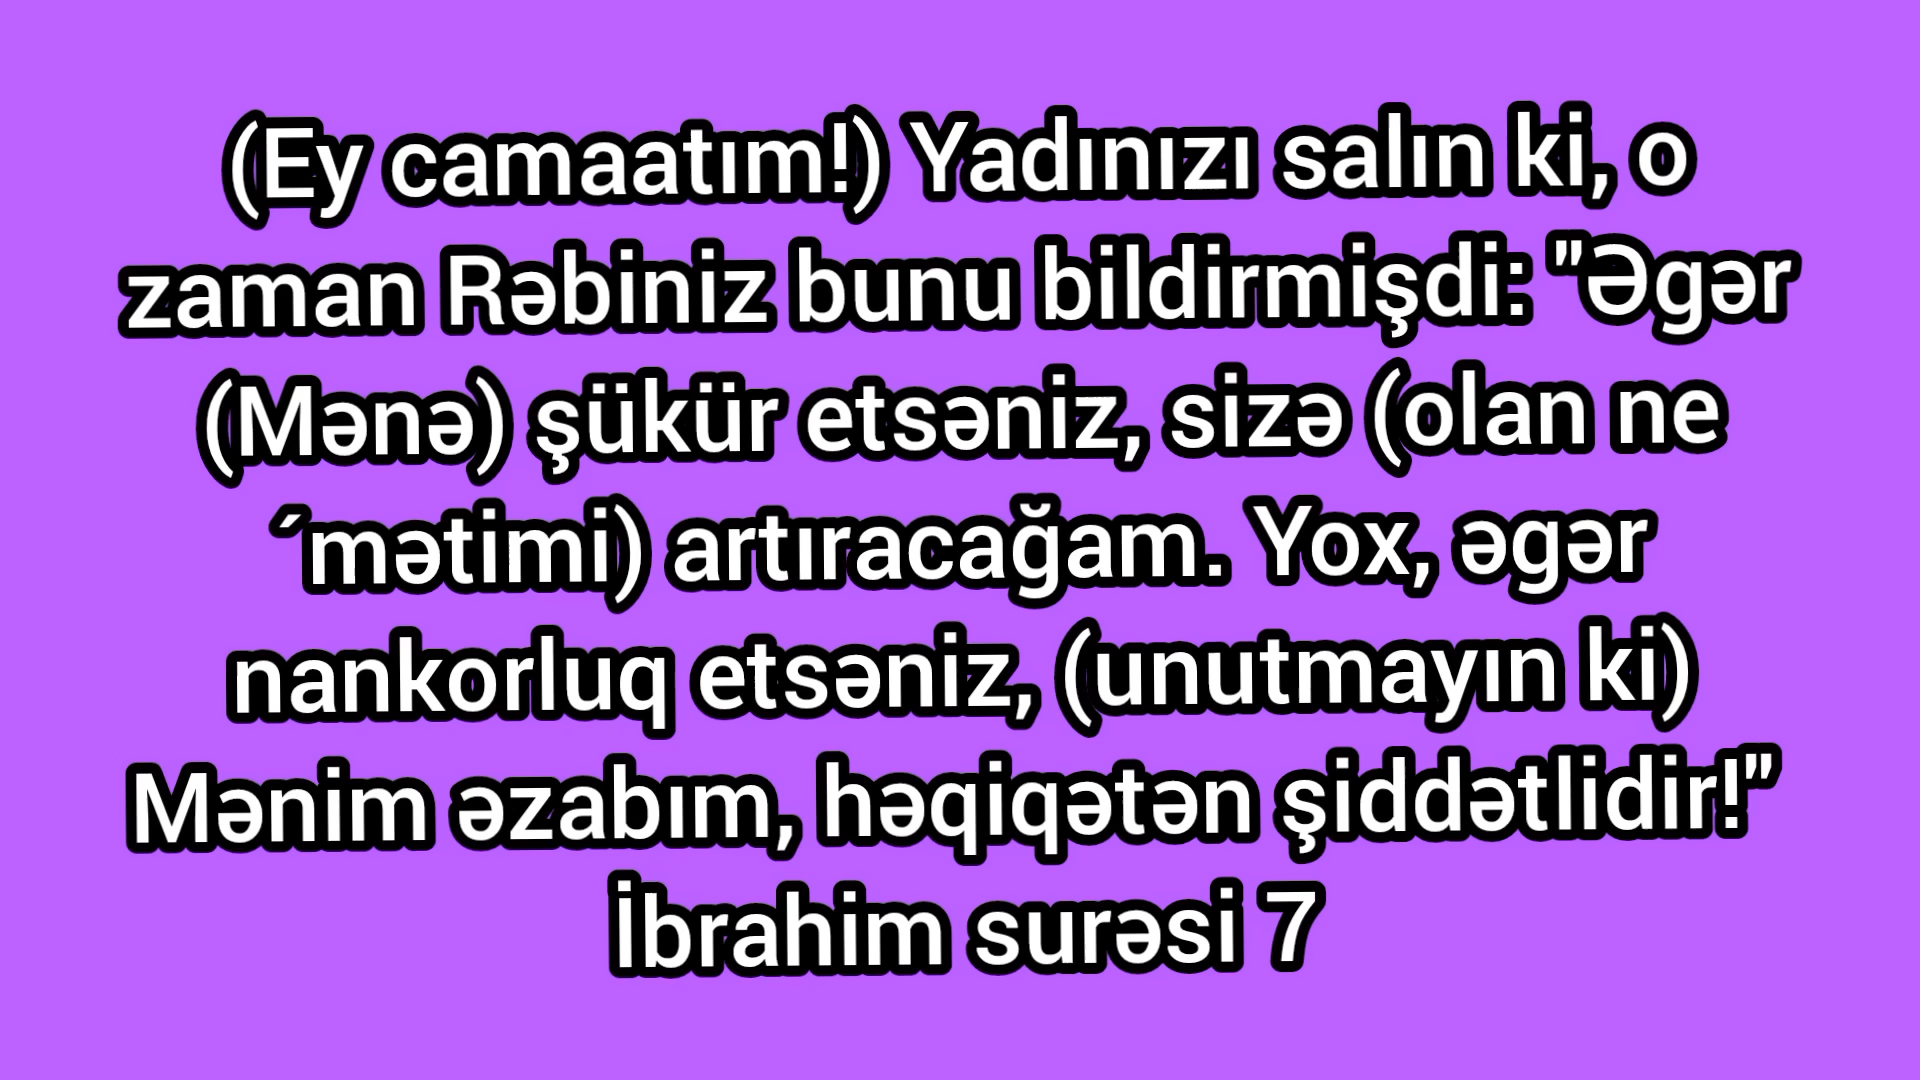 (Ey camaatım!) Yadınızı salın ki, o
zaman Rəbiniz bunu bildirmişdi: "Əgər
(Mənə) şükür etsəniz, sizə (olan ne
´mətimi) artıracağam. Yox, əgər
nankorluq etsəniz, (unutmayın ki)
Mənim əzabım, həqiqətən şiddətlidir!"
İbrahim surəsi 7